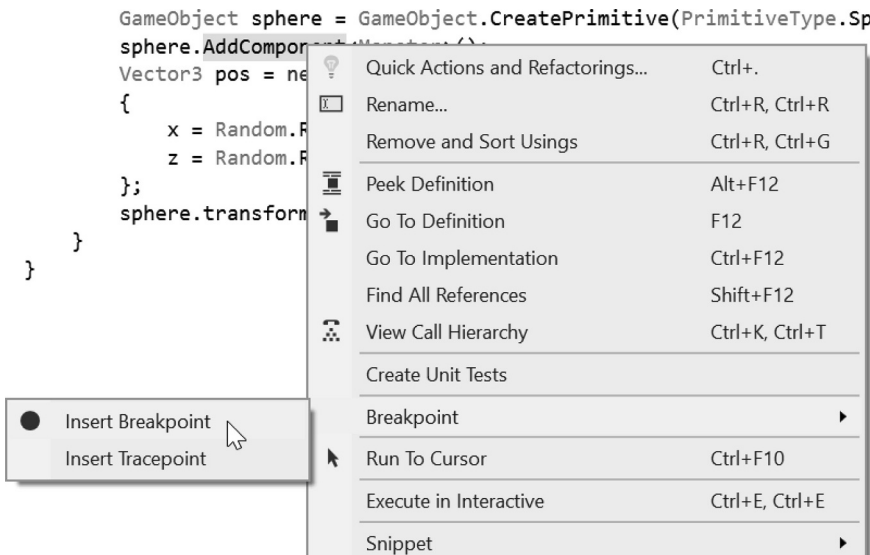 GameObject sphere = GameObject.CreatePrimitive(PrimitiveType.Sp
sphere.AddComponent<Monster>();
Vector3 pos = ne
{
x = Random.R
z = Random.R
};
sphere.transform
}
}
Quick Actions and Refactorings... Ctrl+.
Rename... Ctrl+R, Ctrl+R
Remove and Sort Usings Ctrl+R, Ctrl+G
Peek Definition Alt+F12
Go To Definition F12
Go To Implementation Ctrl+F12
Find All References Shift+F12
View Call Hierarchy Ctrl+K, Ctrl+T
Create Unit Tests
Breakpoint
Insert Breakpoint
Insert Tracepoint
Run To Cursor Ctrl+F10
Execute in Interactive Ctrl+E, Ctrl+E
Snippet